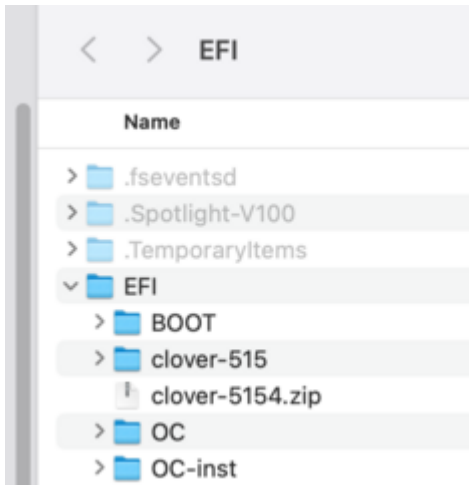 EFI
Name
.fseventsd
.Spotlight-V100
.TemporaryItems
EFI
BOOT
clover-515
clover-5154.zip
OC
OC-inst